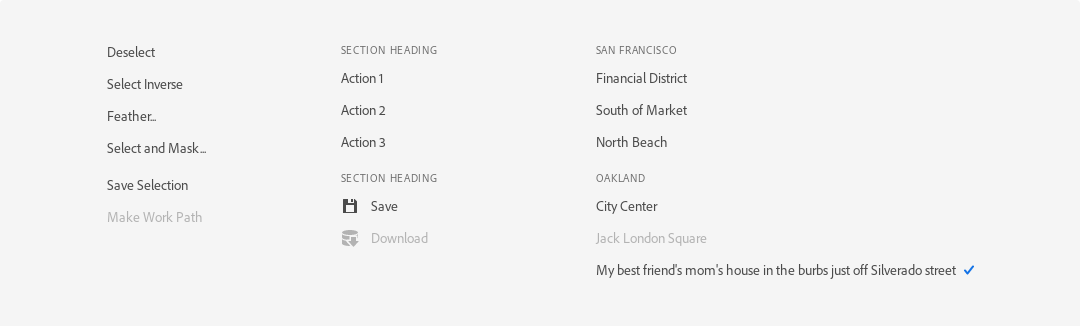 Deselect
Select Inverse
Feather...
Select and Mask...
Save Selection
Make Work Path
SECTION HEADING
Action 1
Action 2
Action 3
SECTION HEADING
Save
Download
SAN FRANCISCO
Financial District
South of Market
North Beach
OAKLAND
City Center
Jack London Square
My best friend's mom's house in the burbs just off Silverado street